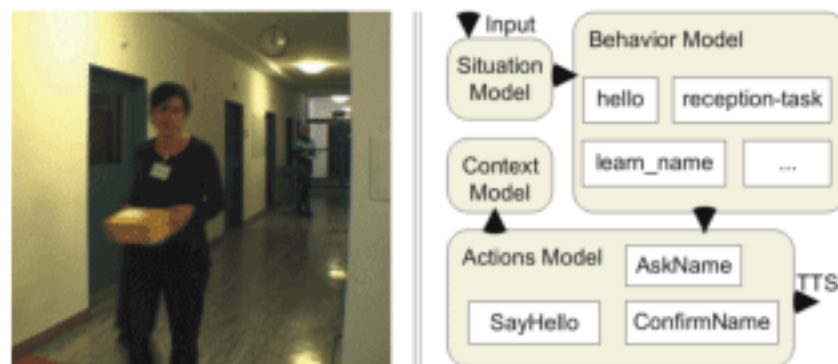 Input
Situation
Model
Behavior Model
hello
reception-task
learn_name
...
Context
Model
Actions Model
AskName
SayHello
ConfirmName
TTS